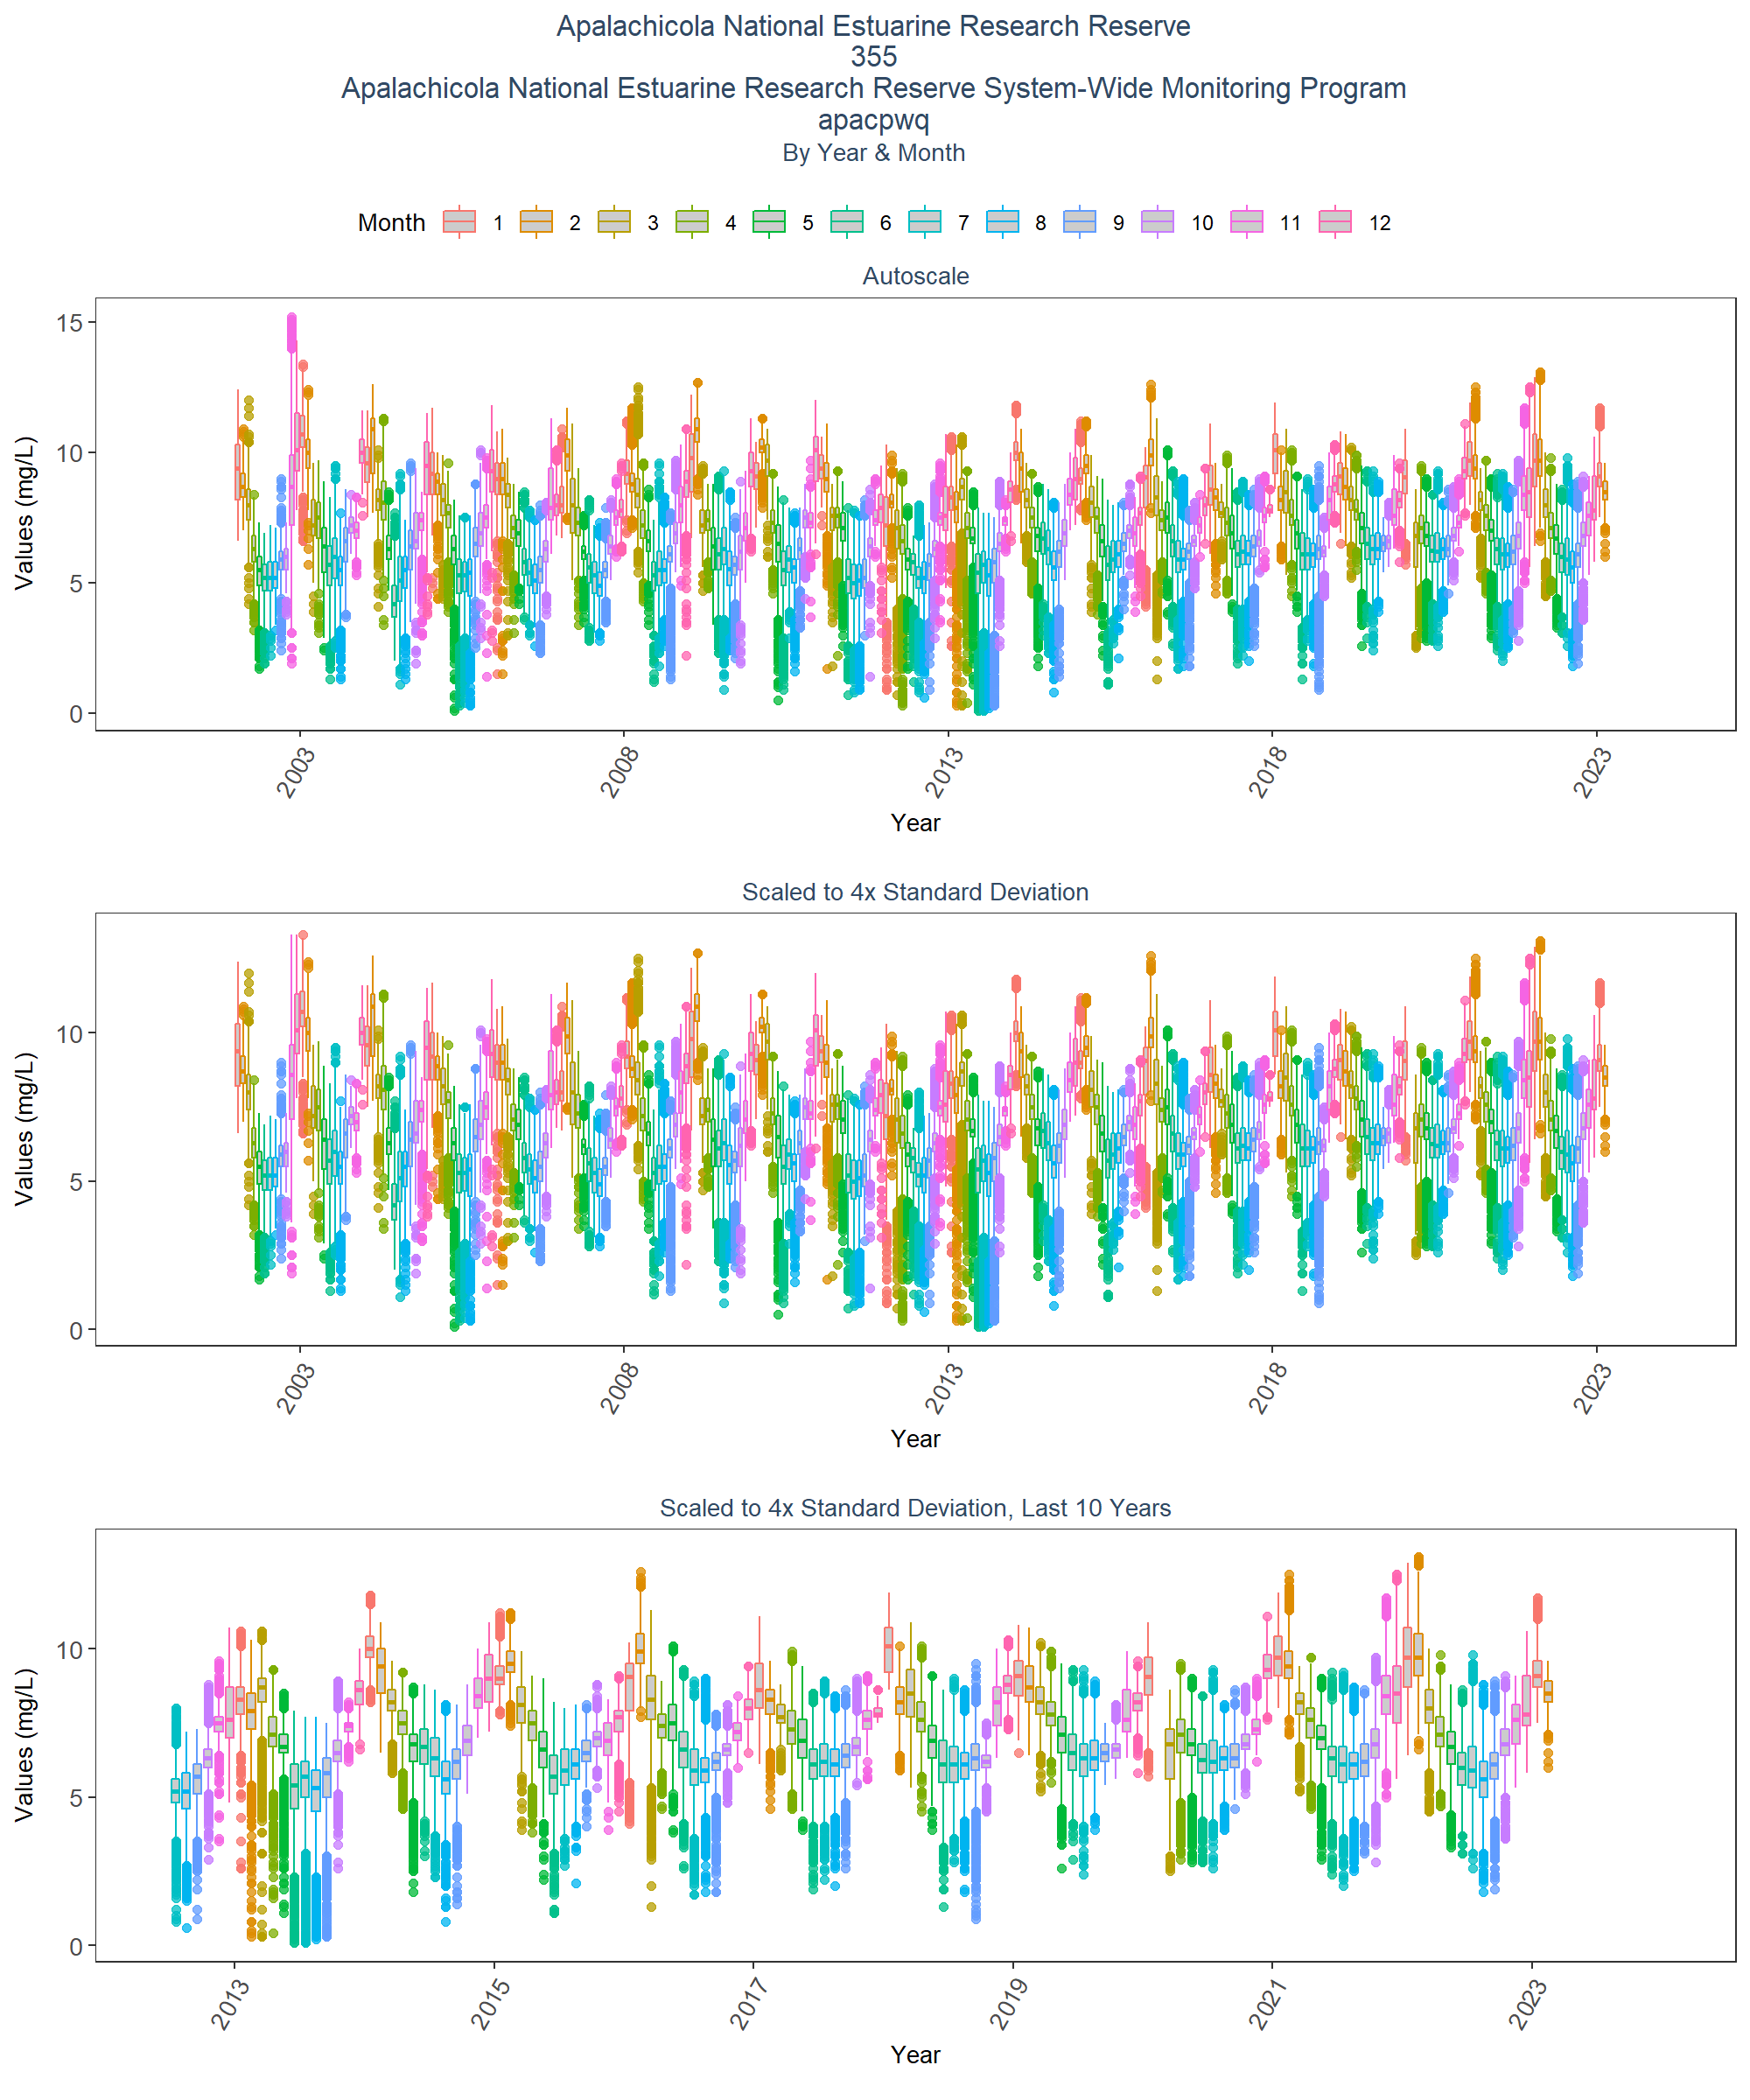 Apalachicola National Estuarine Research Reserve
355
Apalachicola National Estuarine Research Reserve System-Wide Monitoring Program
apacpwq
By Year & Month
Month 1 2 3 4 5 6 7 8 9 10 11 12
Autoscale
Values (mg/L)
15
10
5
0
2003 2008 2013 2018 2023
Year
Scaled to 4x Standard Deviation
Values (mg/L)
10
5
0
2003 2008 2013 2018 2023
Year
Scaled to 4x Standard Deviation, Last 10 Years
Values (mg/L)
10
5
0
2013 2015 2017 2019 2021 2023
Year